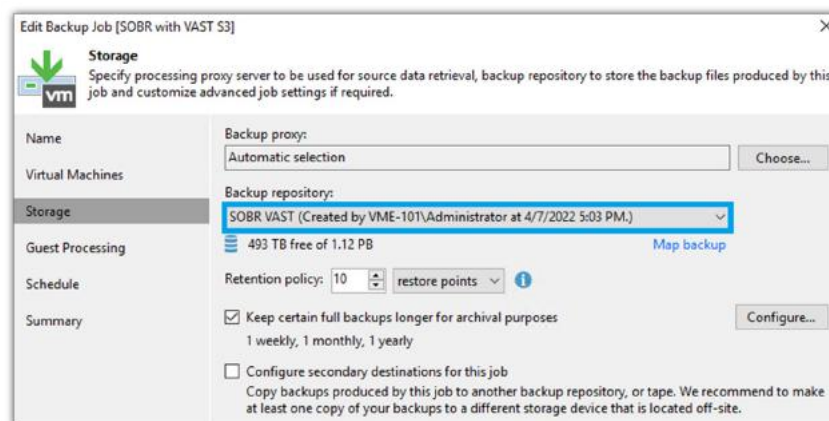 Edit Backup Job [SOBR with VAST S3]
Storage
Specify processing proxy server to be used for source data retrieval, backup repository to store the backup files produced by this
job and customize advanced job settings if required.
vm
Name
Virtual Machines
Storage
Guest Processing
Schedule
Summary
Backup proxy:
Automatic selection
Choose...
Backup repository:
SOBR VAST (Created by VME-101\Administrator at 4/7/2022 5:03 PM.)
493 TB free of 1.12 PB
Map backup
Retention policy: 10 restore points
Keep certain full backups longer for archival purposes
Configure...
1 weekly, 1 monthly, 1 yearly
Configure secondary destinations for this job
Copy backups produced by this job to another backup repository, or tape. We recommend to make
at least one copy of your backups to a different storage device that is located off-site.